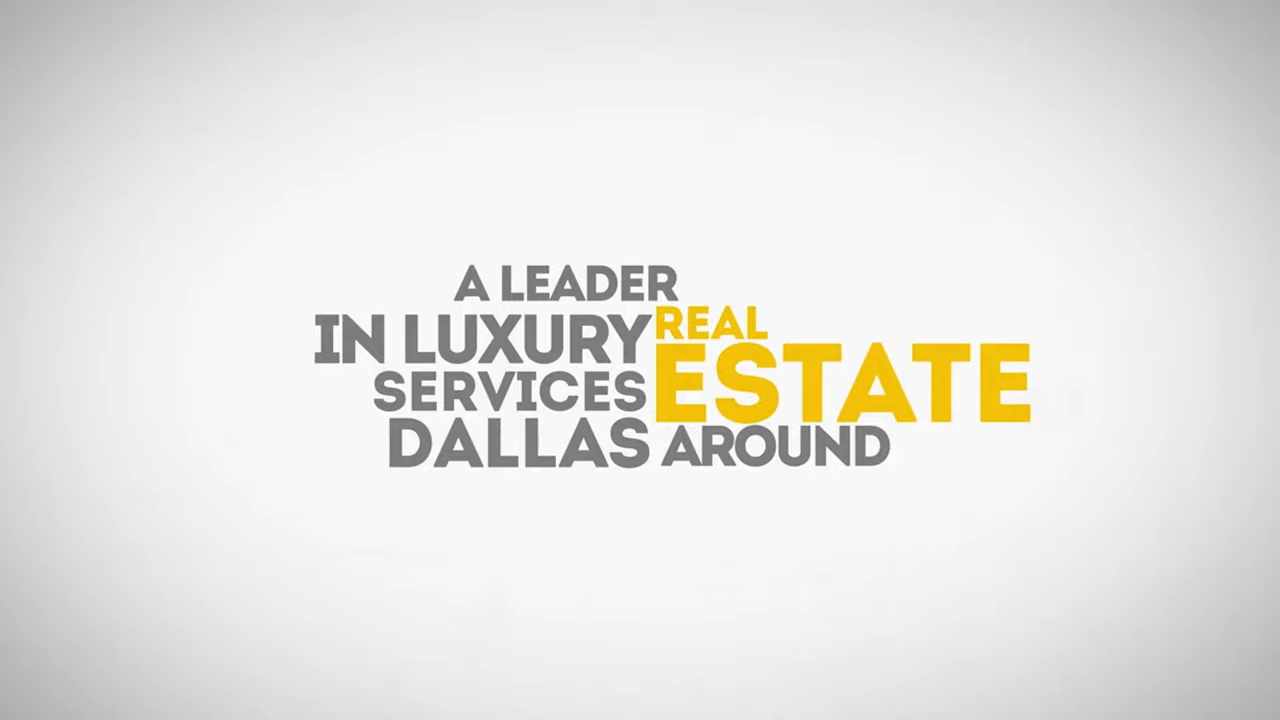 A LEADER
IN LUXURY REAL
ESTATE
SERVICES
DALLAS AROUND